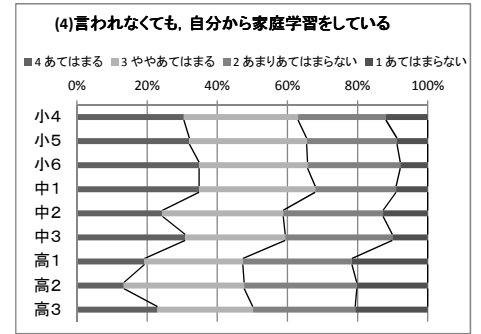 (4)言われなくても，自分から家庭学習をしている
■4 あてはまる ■3 ややあてはまる ■2 あまりあてはまらない ■1 あてはまらない
0% 20% 40% 60% 80% 100%
小4
小5
小6
中1
中2
中3
高1
高2
高3